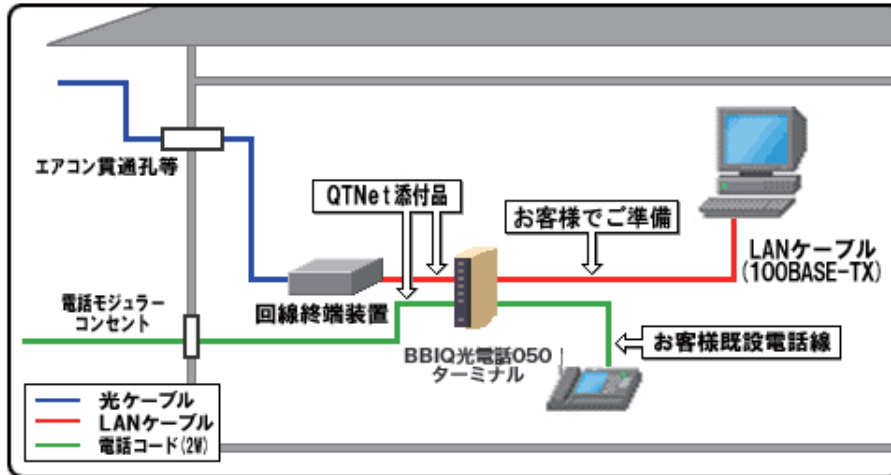 エアコン貫通孔等
QTNet添付品
お客様でご準備
LANケーブル
(100BASE-TX)
回線終端装置
電話モジュラー
コンセント
BBIQ光電話050
ターミナル
お客様既設電話線
光ケーブル
LANケーブル
電話コード(2W)